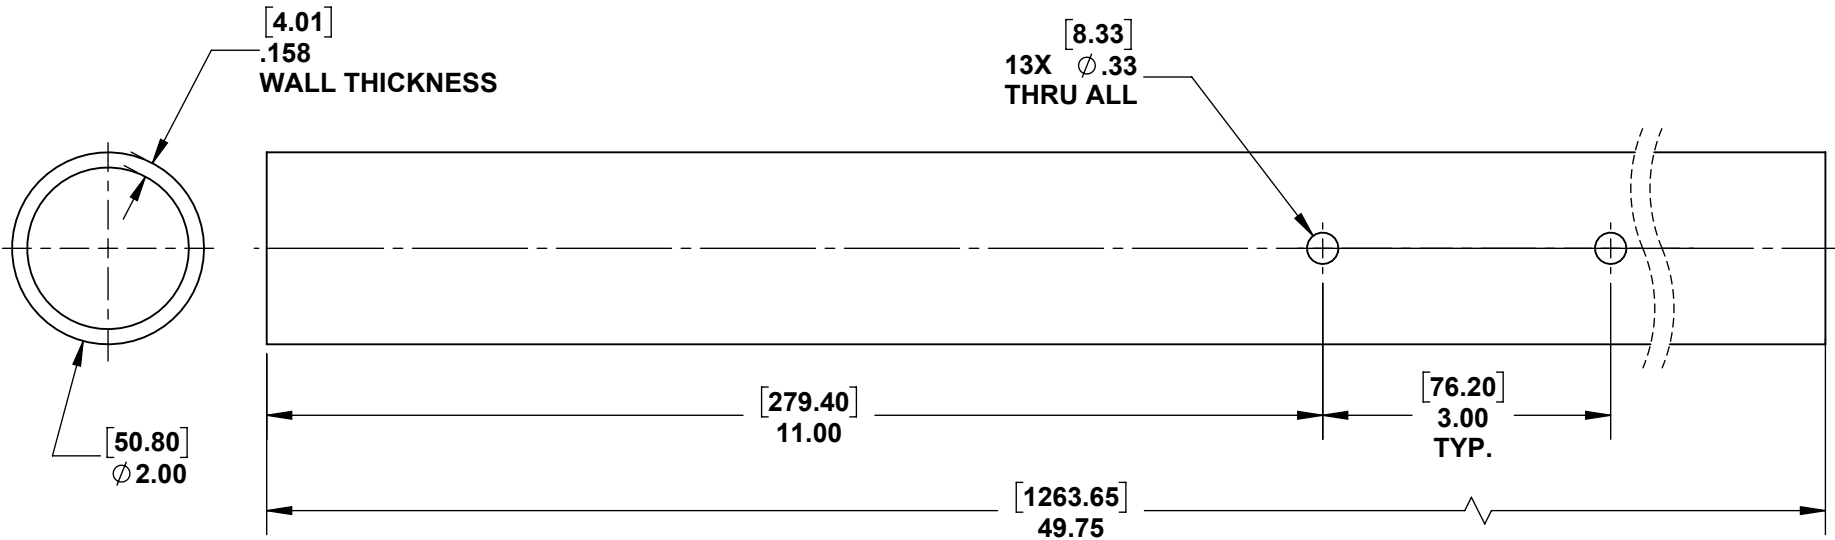 [4.01]
.158
WALL THICKNESS
[8.33]
13X ∅.33
THRU ALL
[50.80]
∅2.00
[279.40]
11.00
[76.20]
3.00
TYP.
[1263.65]
49.75